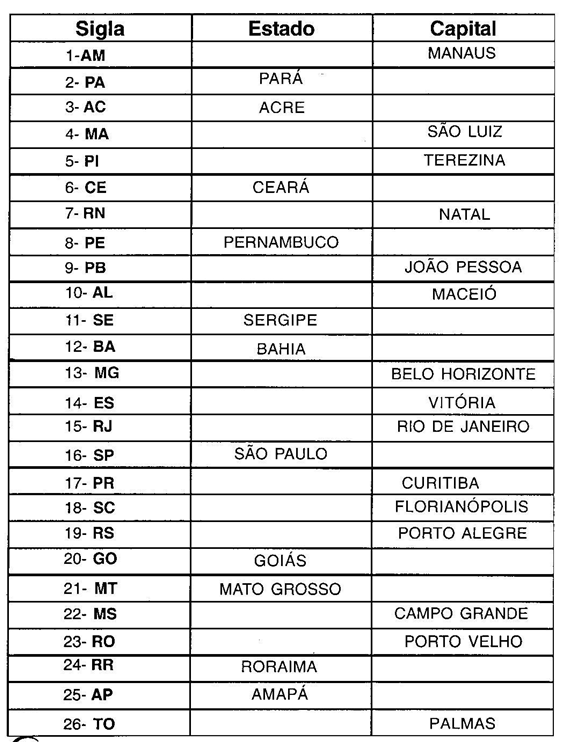 Sigla Estado Capital
1-AM MANAUS
2- PA PARÁ
3- AC ACRE
4- MA SÃO LUIZ
5- PI TEREZINA
6- CE CEARÁ
7- RN NATAL
8- PE PERNAMBUCO
9- PB JOÃO PESSOA
10- AL MACEIÓ
11- SE SERGIPE
12- BA BAHIA
13- MG BELO HORIZONTE
14- ES VITÓRIA
15- RJ RIO DE JANEIRO
16- SP SÃO PAULO
17- PR CURITIBA
18- SC FLORIANÓPOLIS
19- RS PORTO ALEGRE
20- GO GOIÁS
21- MT MATO GROSSO
22- MS CAMPO GRANDE
23- RO PORTO VELHO
24- RR RORAIMA
25- AP AMAPÁ
26- TO PALMAS